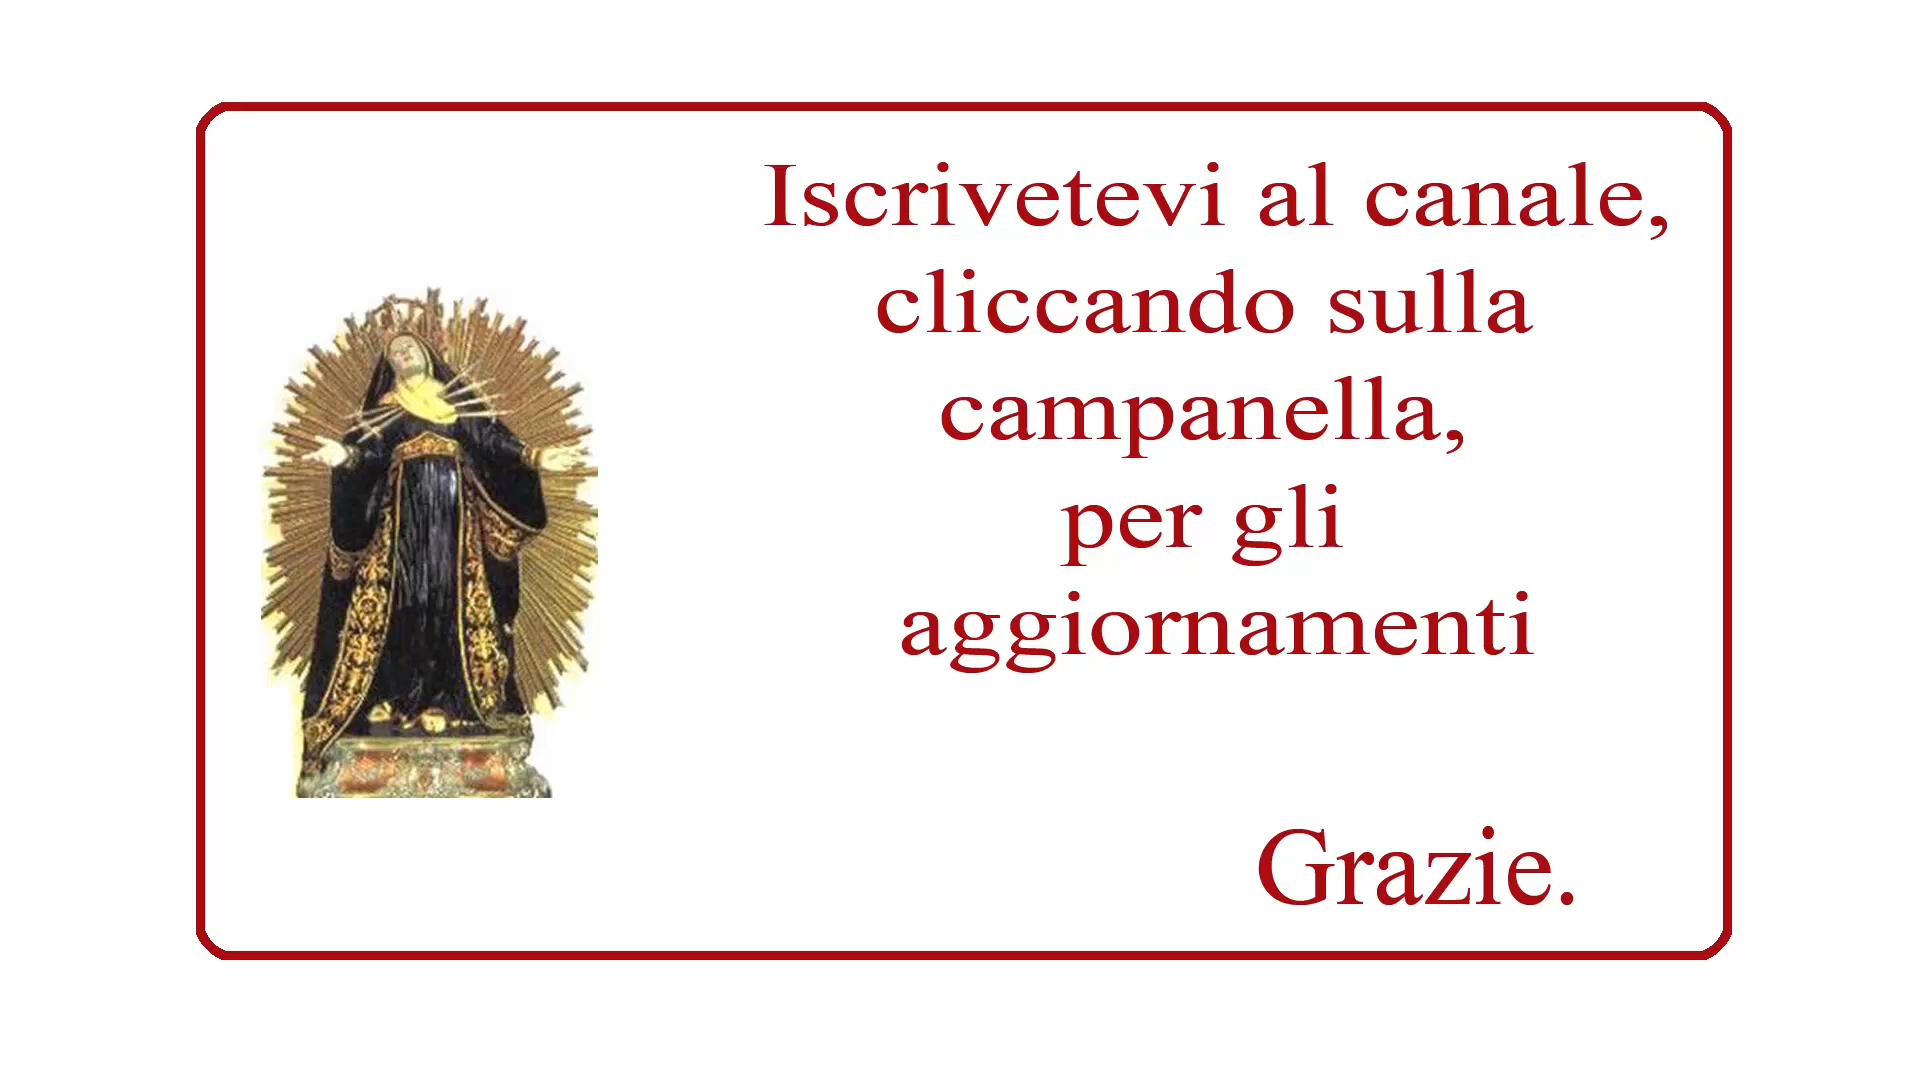 Iscrivetevi al canale,
cliccando sulla
campanella,
per gli
aggiornamenti
Grazie.